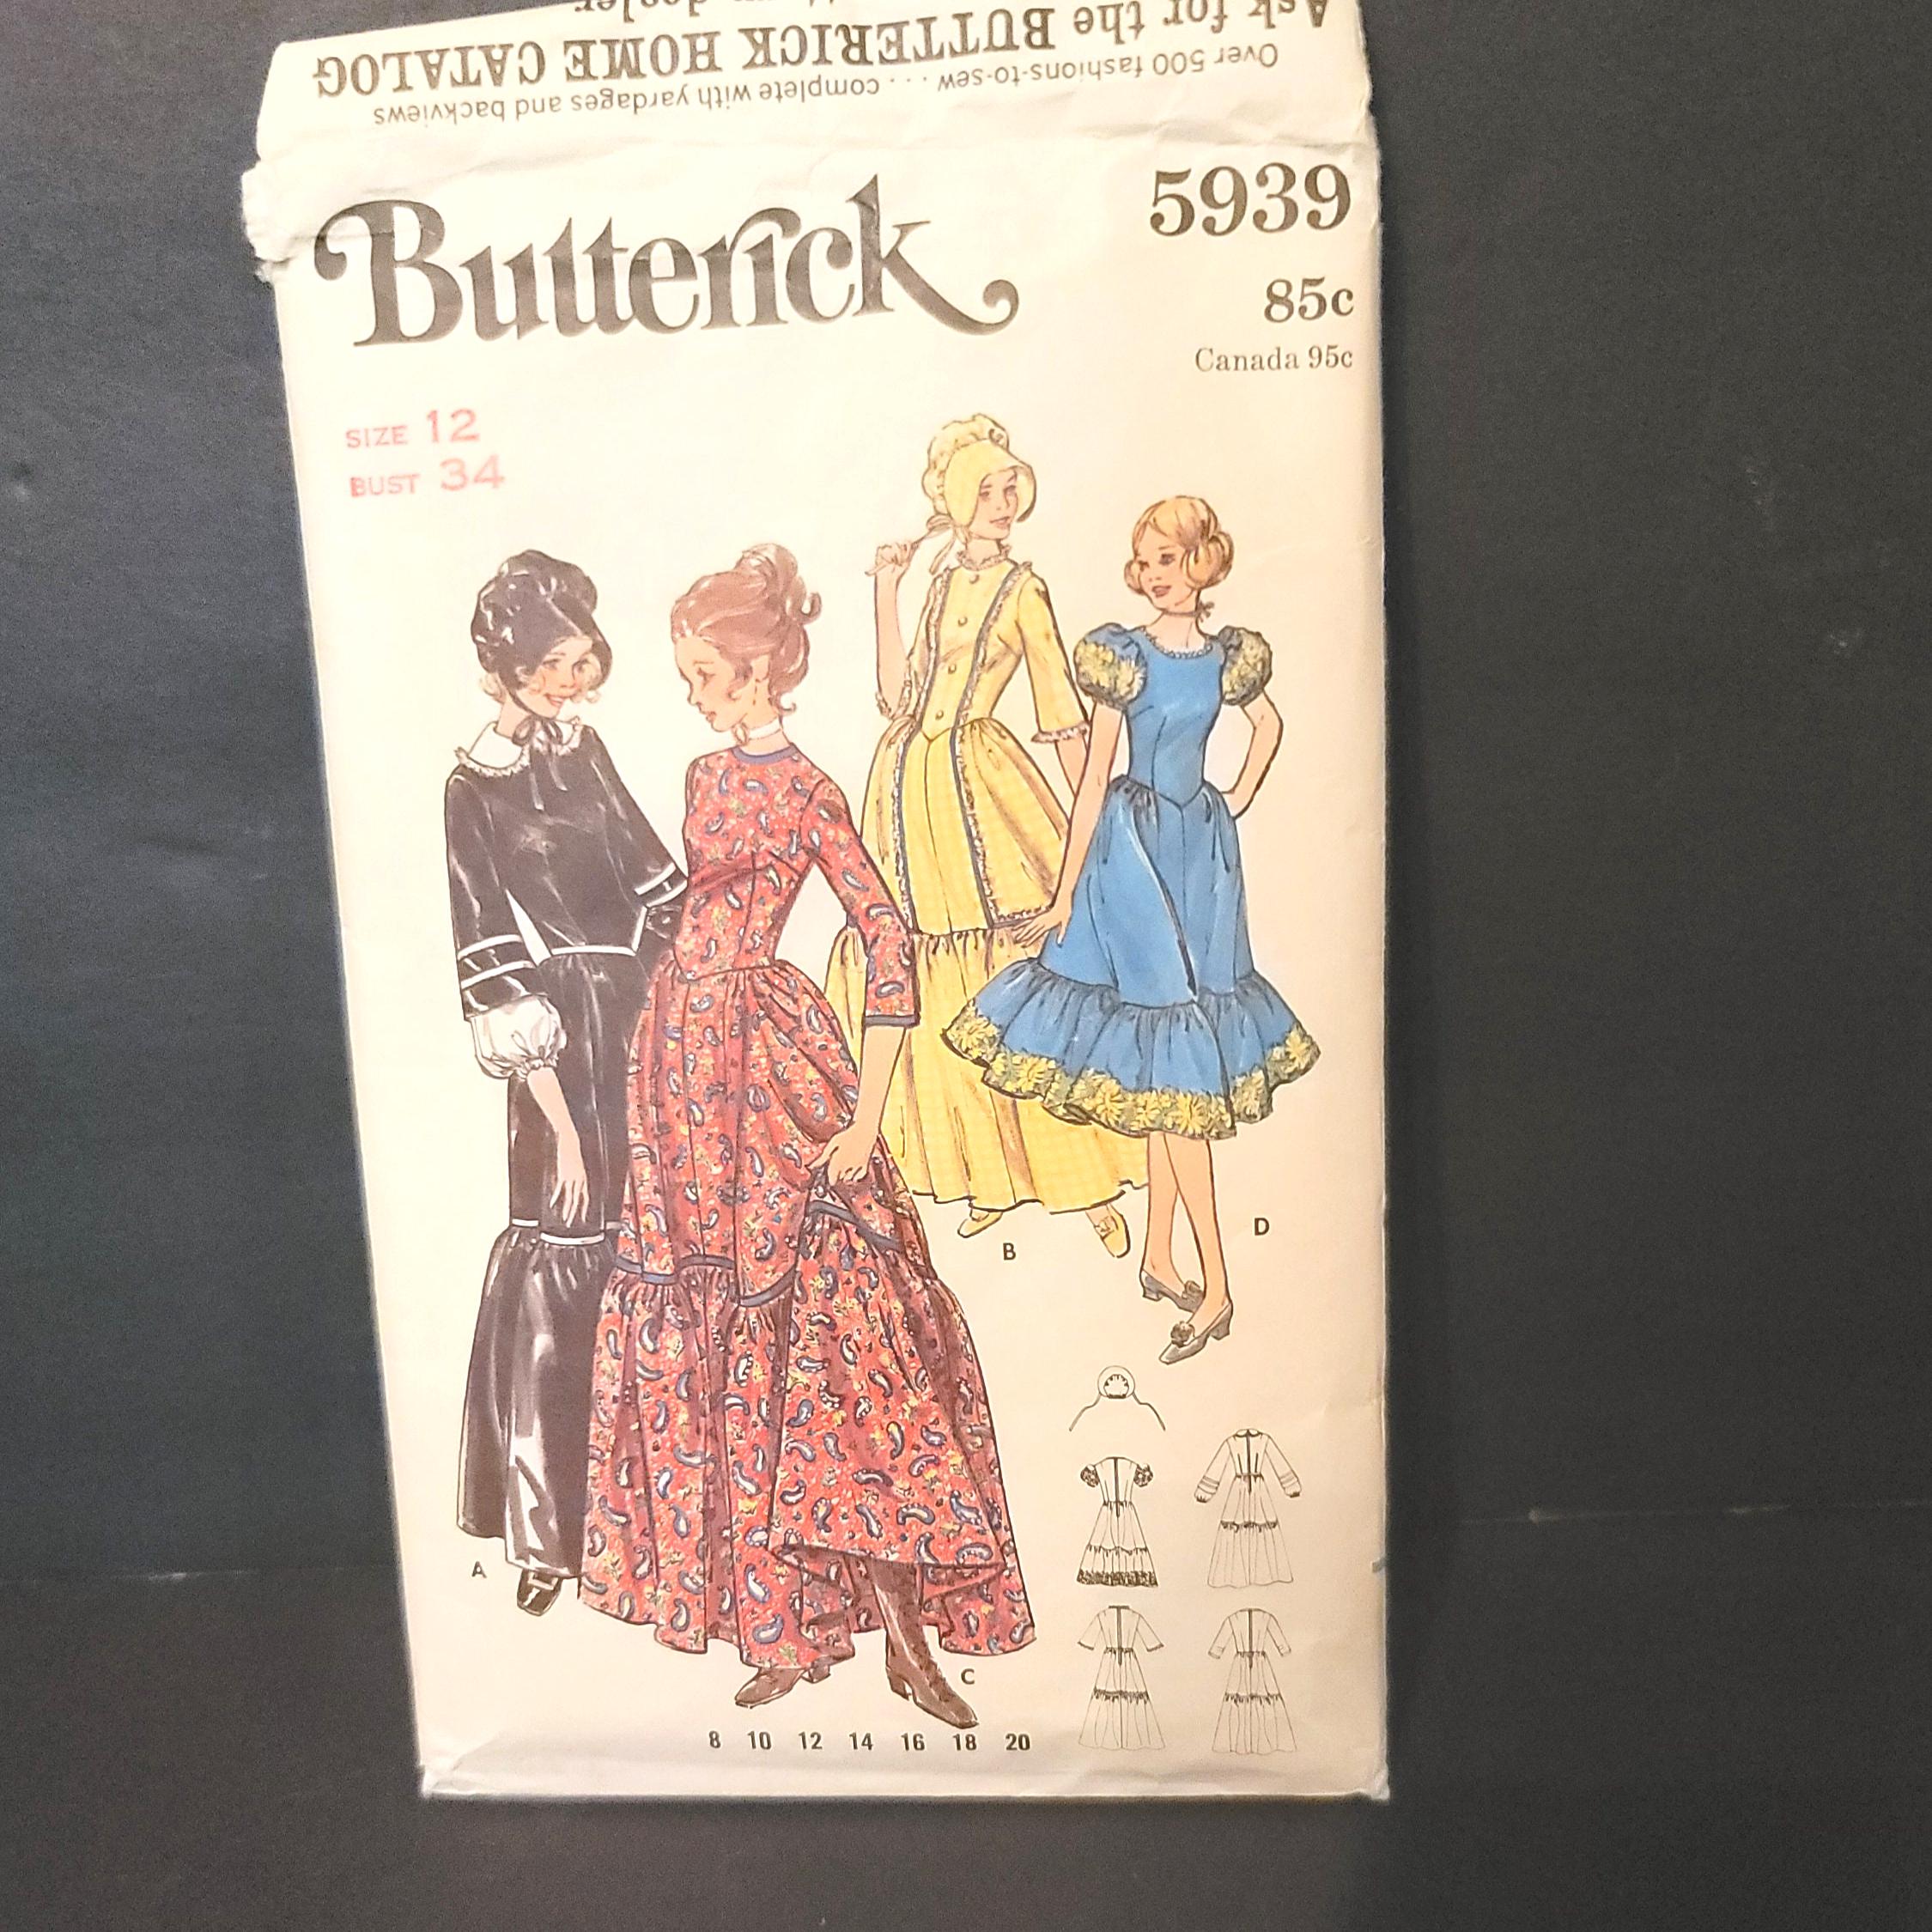 Ask for the BUTTERICK HOME CATALOG
Over 500 fashions-to-sew . . . . complete with yardages and backviews
Butterick
5939
85c
Canada 95c
SIZE 12
BUST 34
B
D
A
C
8 10 12 14 16 18 20